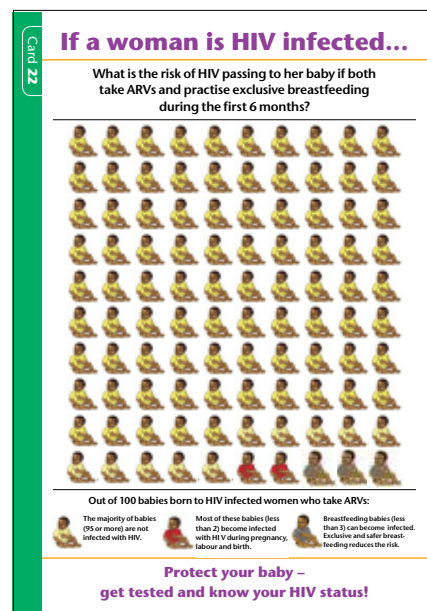 Card 22
If a woman is HIV infected...
What is the risk of HIV passing to her baby if both
take ARVs and practise exclusive breastfeeding
during the first 6 months?
Out of 100 babies born to HIV infected women who take ARVs:
The majority of babies
(95 or more) are not
infected with HIV.
Most of these babies (less
than 2) become infected
with HI V during pregnancy,
labour and birth.
Breastfeeding babies (less
than 3) can become infected.
Exclusive and safer breast-
feeding reduces the risk.
Protect your baby –
get tested and know your HIV status!